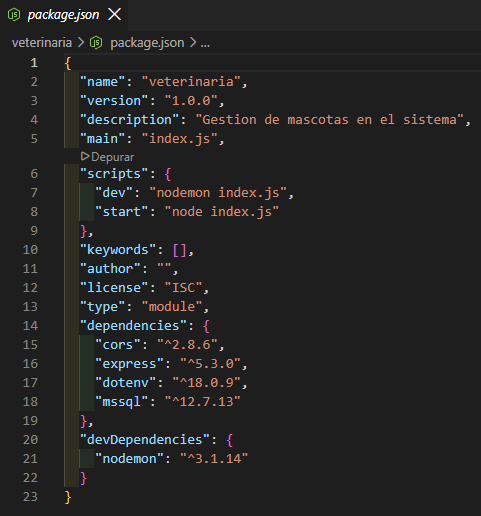 package.json
veterinaria > package.json > ...
1 {
2 "name": "veterinaria",
3 "version": "1.0.0",
4 "description": "Gestion de mascotas en el sistema",
5 "main": "index.js",
Depurar
6 "scripts": {
7 "dev": "nodemon index.js",
8 "start": "node index.js"
9 },
10 "keywords": [],
11 "author": "",
12 "license": "ISC",
13 "type": "module",
14 "dependencies": {
15 "cors": "^2.8.6",
16 "express": "^5.3.0",
17 "dotenv": "^18.0.9",
18 "mssql": "^12.7.13"
19 },
20 "devDependencies": {
21 "nodemon": "^3.1.14"
22 }
23 }